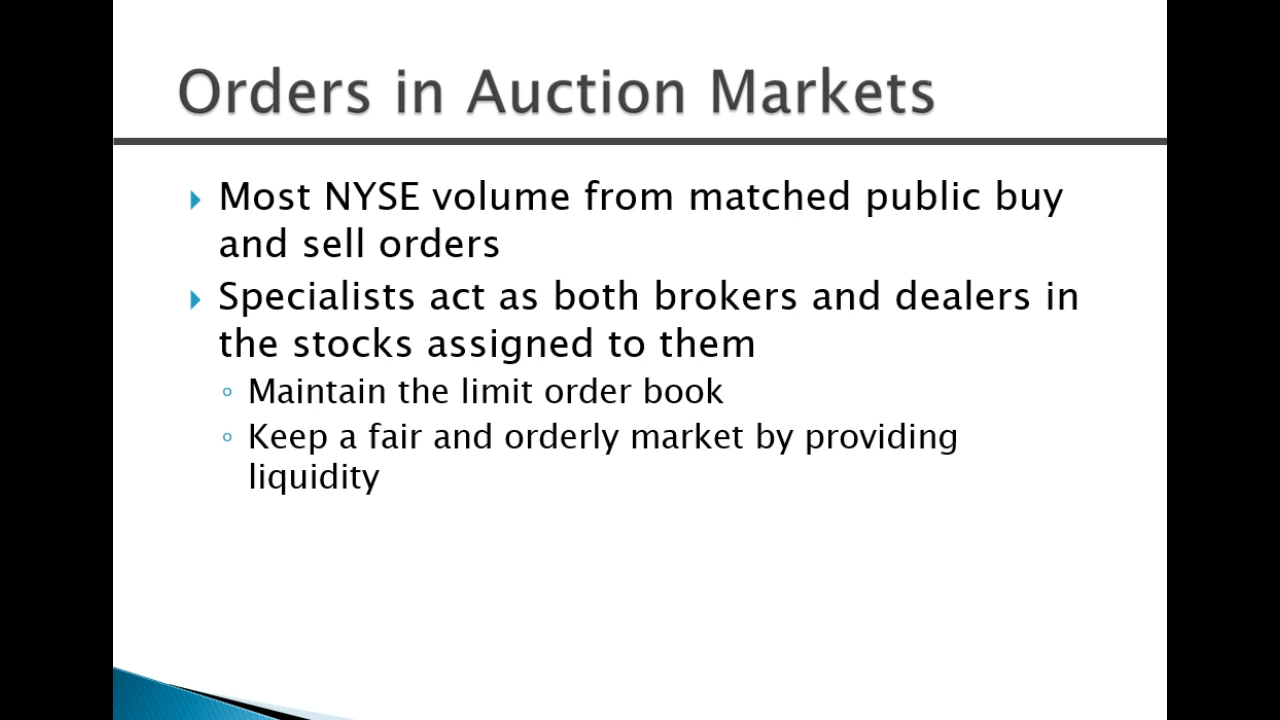 Orders in Auction Markets
Most NYSE volume from matched public buy
and sell orders
Specialists act as both brokers and dealers in
the stocks assigned to them
Maintain the limit order book
Keep a fair and orderly market by providing
liquidity